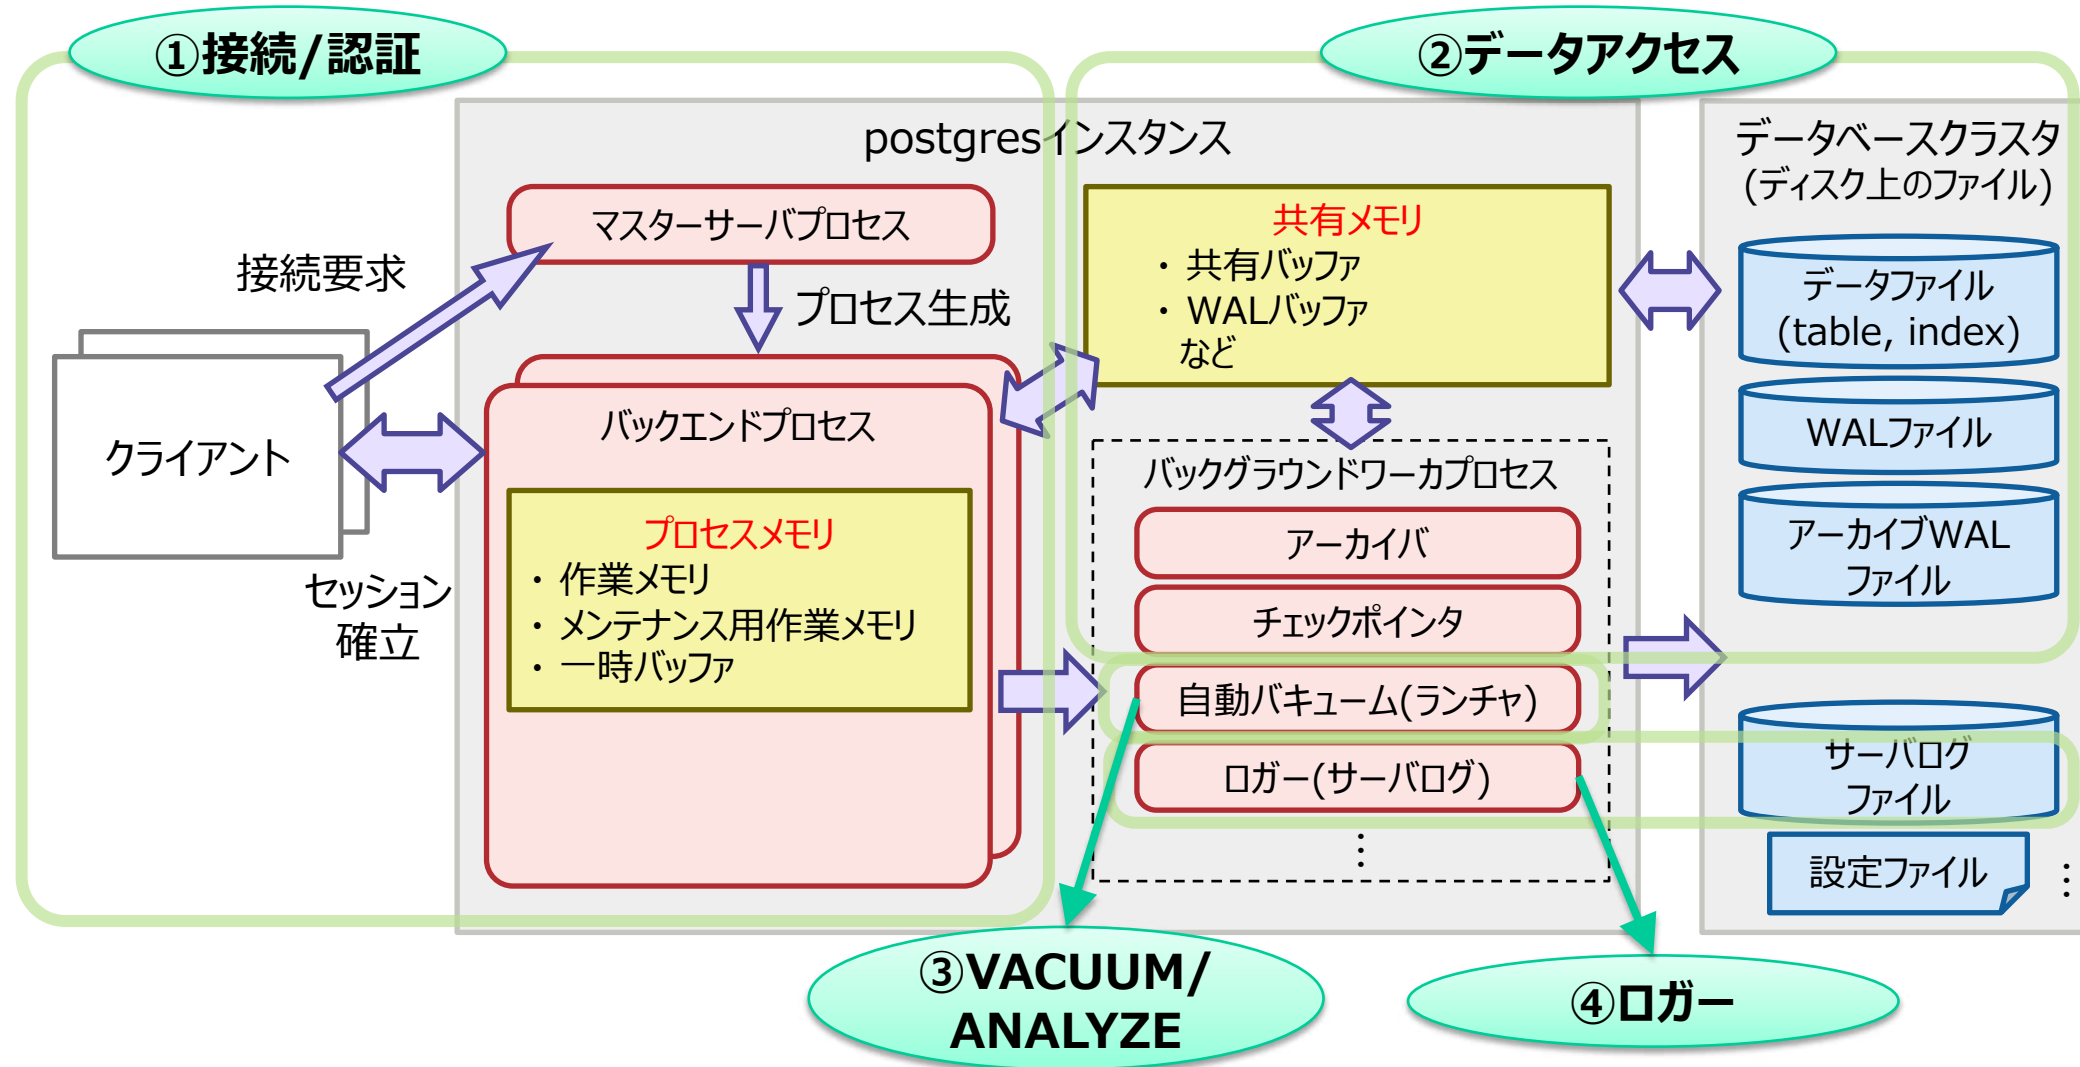 ①接続/認証
②データアクセス
postgresインスタンス
データベースクラスタ
(ディスク上のファイル)
マスターサーバプロセス
接続要求
プロセス生成
共有メモリ
・ 共有バッファ
・ WALバッファ
など
データファイル
(table, index)
クライアント
バックエンドプロセス
WALファイル
バックグラウンドワーカプロセス
プロセスメモリ
・ 作業メモリ
・ メンテナンス用作業メモリ
・ 一時バッファ
アーカイバ
アーカイブWAL
ファイル
セッション
確立
チェックポインタ
自動バキューム(ランチャ)
ロガー(サーバログ)
⋮
サーバログ
ファイル
設定ファイル
⋮
③VACUUM/
ANALYZE
④ロガー